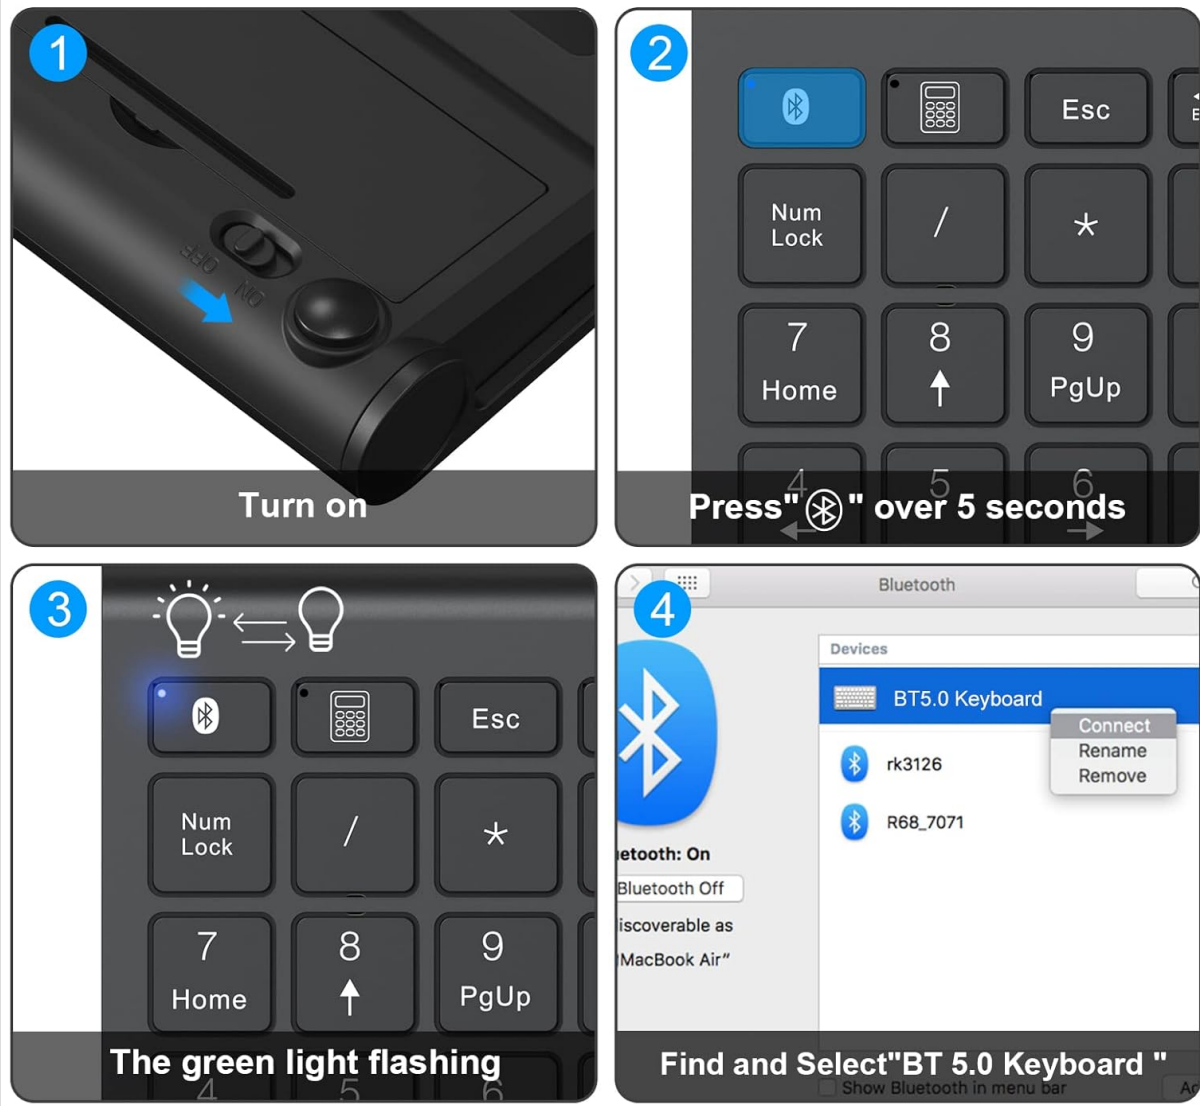 1
OFF
ON
Turn on
2
Esc
Num
Lock
/
*
7
8
9
Home
PgUp
4
5
6
Press"" over 5 seconds
3
Esc
Num
Lock
/
*
7
8
9
Home
PgUp
4
5
6
The green light flashing
4
Bluetooth
Devices
BT5.0 Keyboard
Connect
Rename
Remove
rk3126
R68_7071
etooth: On
Bluetooth Off
iscoverable as
MacBook Air”
Find and Select"BT 5.0 Keyboard "
Show Bluetooth in menu bar